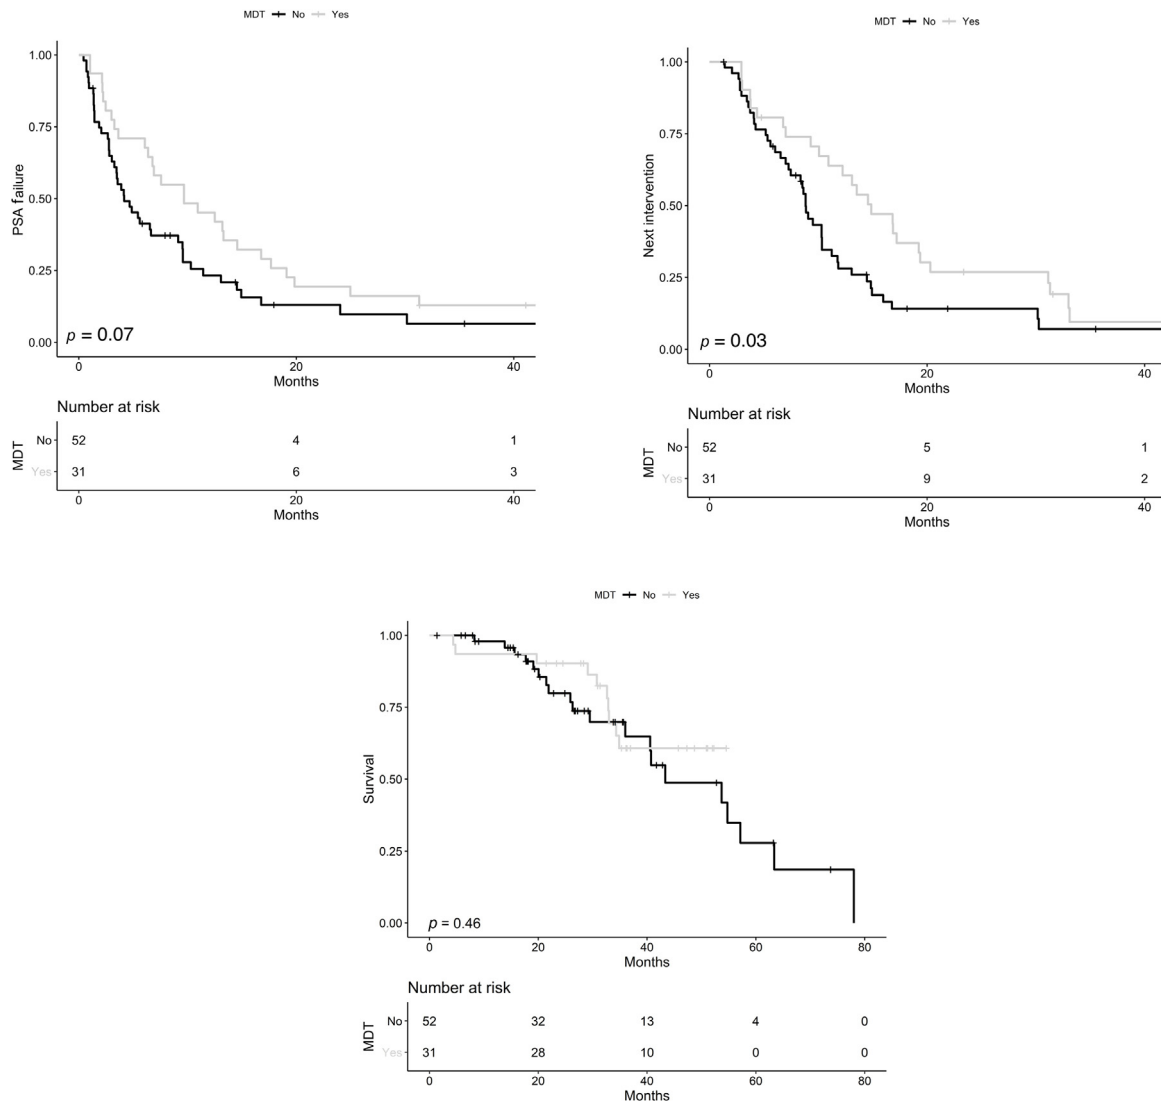 MDT No Yes
1.00
0.75
0.50
0.25
0.00
PSA failure
p = 0.07
0 20 40
Months
Number at risk
MDT
No 52 4 1
Yes 31 6 3
0 20 40
Months
MDT No Yes
1.00
0.75
0.50
0.25
0.00
Next intervention
p = 0.03
0 20 40
Months
Number at risk
MDT
No 52 5 1
Yes 31 9 2
0 20 40
Months
MDT No Yes
1.00
0.75
0.50
0.25
0.00
Survival
p = 0.46
0 20 40 60 80
Months
Number at risk
MDT
No 52 32 13 4 0
Yes 31 28 10 0 0
0 20 40 60 80
Months